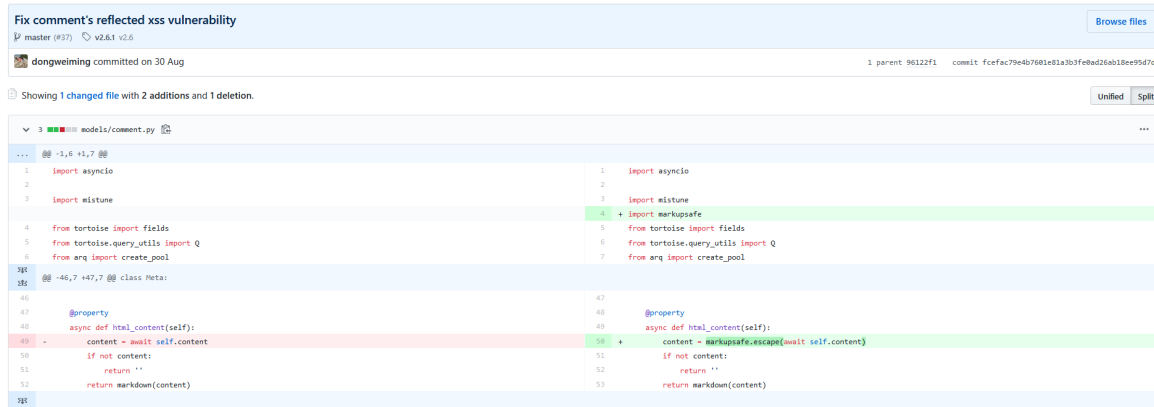 Fix comment's reflected xss vulnerability
Browse files
master (#37) v2.6.1 v2.6
dongweiming committed on 30 Aug
1 parent 96122f1 commit fcefac79e4b7601e81a3b3fe0ad26ab18ee95d7
Showing 1 changed file with 2 additions and 1 deletion.
Unified Split
3 models/comment.py
... @@ -1,6 +1,7 @@
1 import asyncio 1 import asyncio
2 2
3 import mistune 3 import mistune
4 + import markupsafe
4 from tortoise import fields 5 from tortoise import fields
5 from tortoise.query_utils import Q 6 from tortoise.query_utils import Q
6 from arq import create_pool 7 from arq import create_pool
@@ -46,7 +47,7 @@ class Meta:
46 47
47 @property 48 @property
48 async def html_content(self): 49 async def html_content(self):
49 - content = await self.content 50 + content = markupsafe.escape(await self.content)
50 if not content: 51 if not content:
51 return '' 52 return ''
52 return markdown(content) 53 return markdown(content)